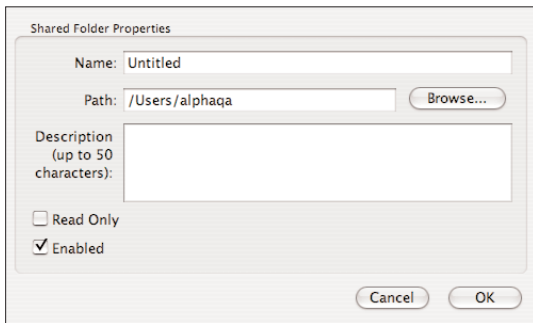 Shared Folder Properties
Name: Untitled
Path: /Users/alphaqa Browse...
Description
(up to 50
characters):
Read Only
Enabled
Cancel OK